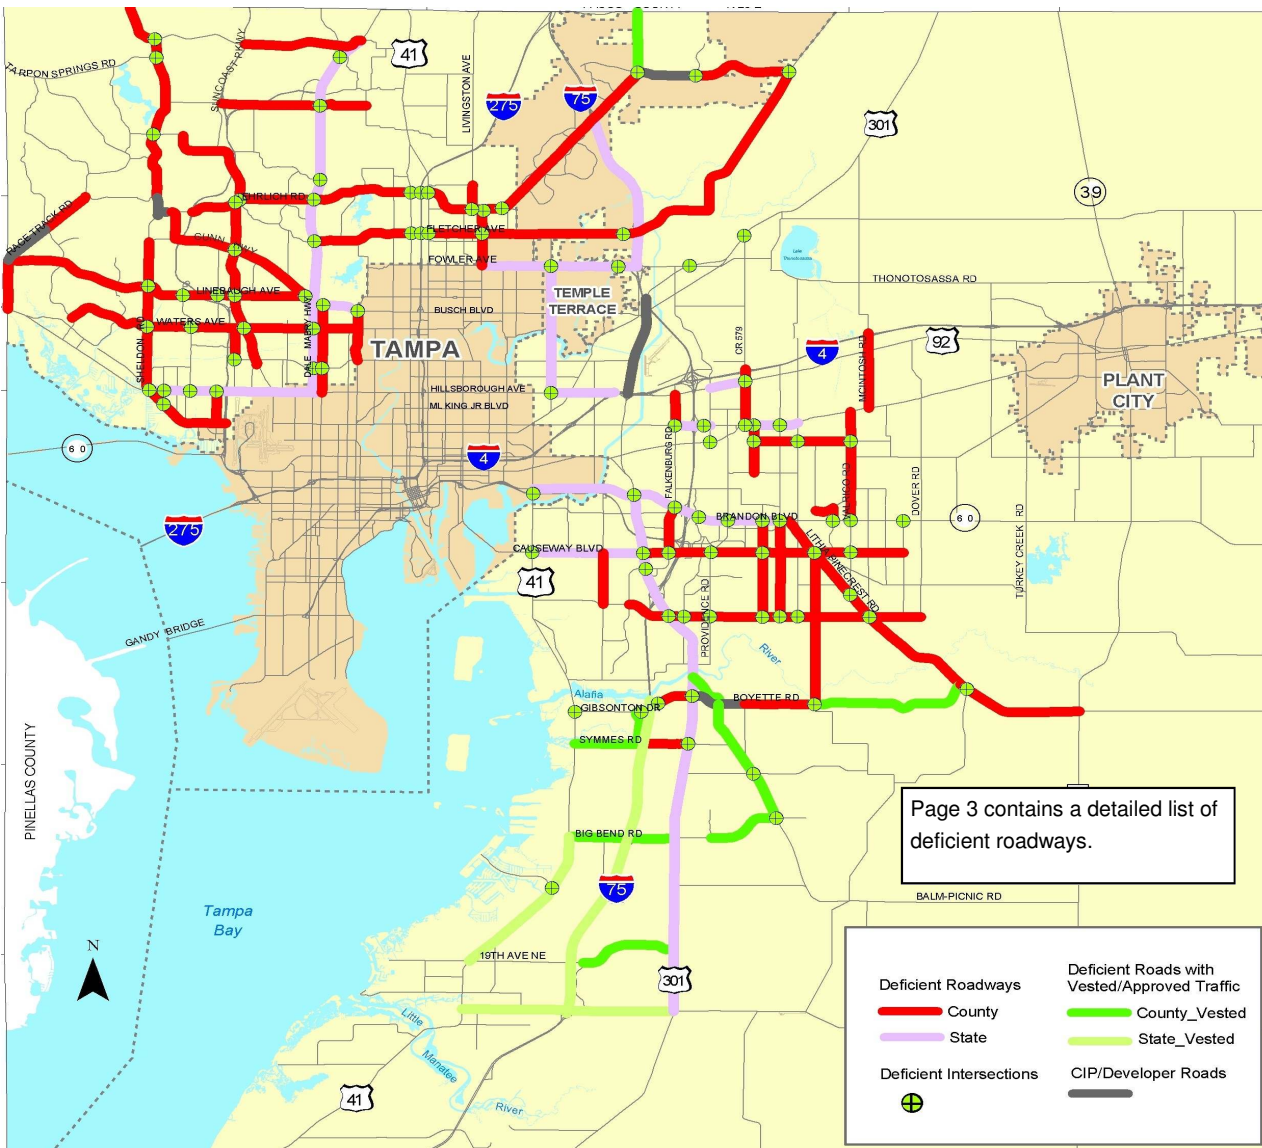 41
TARPON SPRINGS RD
SUNCOAST PKWY
LIVINGSTON AVE
275
75
301
39
EHRLICH RD
RACE TRACK RD
GUNN HWY
FLETCHER AVE
FOWLER AVE
Lake
Thonotosassa
THONOTOSASSA RD
LINEBAUGH AVE
TEMPLE
TERRACE
BUSCH BLVD
WATERS AVE
SHELDON RD
DALE MABRY HWY
TAMPA
CR 579
4
MCINTOSH RD
92
PLANT
CITY
HILLSBOROUGH AVE
ML KING JR BLVD
60
4
FALKENBURG RD
VALRICO RD
DOVER RD
275
BRANDON BLVD
60
CAUSEWAY BLVD
LITHIA PINECREST RD
TURKEY CREEK RD
41
PROVIDENCE RD
GANDY BRIDGE
River
Alafia
BOYETTE RD
GIBSONTON DR
SYMMES RD
PINELLAS COUNTY
Page 3 contains a detailed list of
deficient roadways.
BIG BEND RD
75
BALM-PICNIC RD
Tampa
Bay
N
19TH AVE NE
301
Little
Manatee
River
41
Deficient Roadways
County
State
Deficient Intersections
Deficient Roads with
Vested/Approved Traffic
County_Vested
State_Vested
CIP/Developer Roads